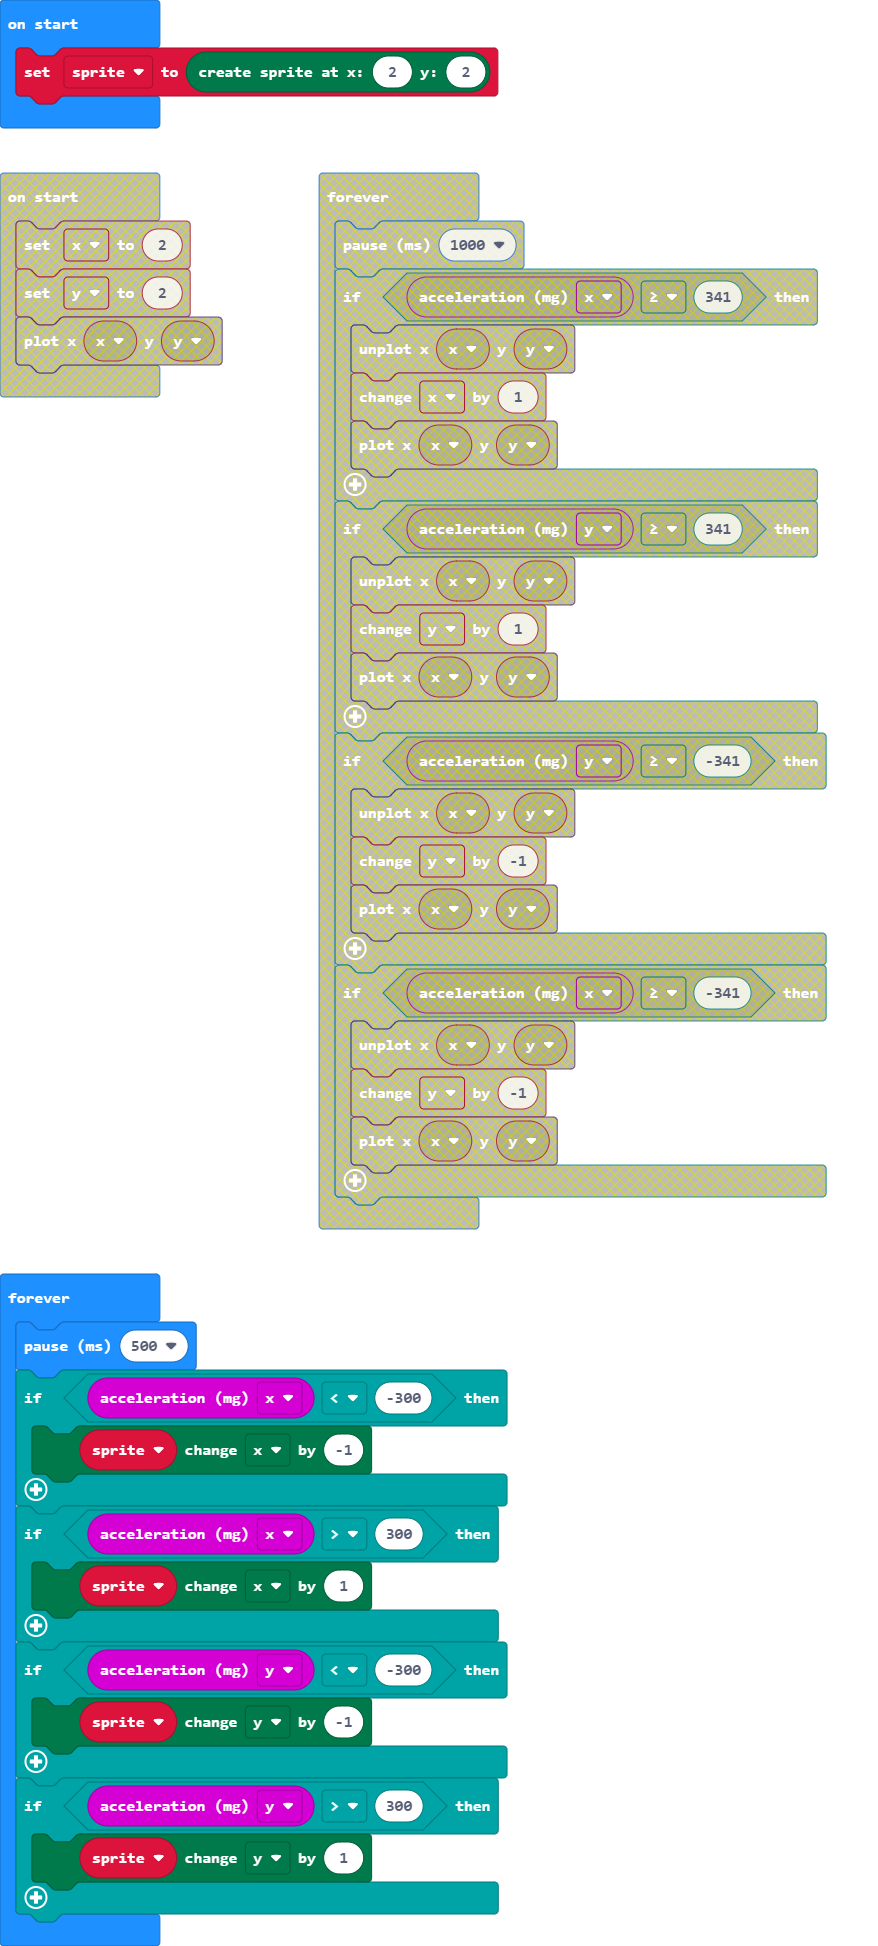 on start
set sprite to create sprite at x: 2 y: 2
on start
set x to 2
set y to 2
plot x x y y
forever
pause (ms) 1000
if acceleration (mg) x ≥ 341 then
unplot x x y y
change x by 1
plot x x y y
if acceleration (mg) y ≥ 341 then
unplot x x y y
change y by 1
plot x x y y
if acceleration (mg) y ≥ -341 then
unplot x x y y
change y by -1
plot x x y y
if acceleration (mg) x ≥ -341 then
unplot x x y y
change y by -1
plot x x y y
forever
pause (ms) 500
if acceleration (mg) x < -300 then
sprite change x by -1
if acceleration (mg) x > 300 then
sprite change x by 1
if acceleration (mg) y < -300 then
sprite change y by -1
if acceleration (mg) y > 300 then
sprite change y by 1